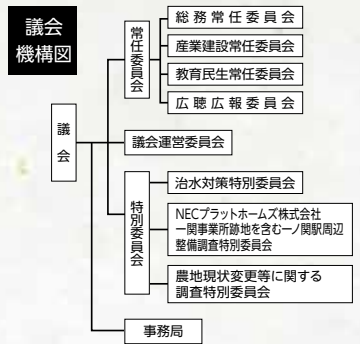 議会
機構図
議会
常任委員会
総務常任委員会
産業建設常任委員会
教育民生常任委員会
広聴広報委員会
議会運営委員会
特別委員会
治水対策特別委員会
NECプラットホームズ株式会社
一関事業所跡地を含む一ノ関駅周辺
整備調査特別委員会
農地現状変更等に関する
調査特別委員会
事務局